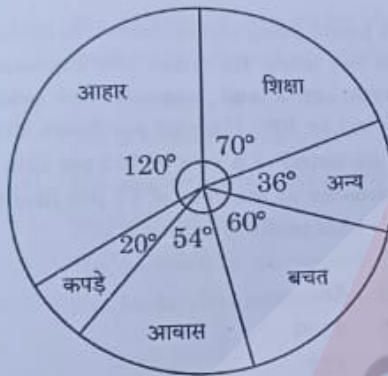 आहार
शिक्षा
120°
70°
36°
अन्य
20°
54°
60°
कपड़े
बचत
आवास